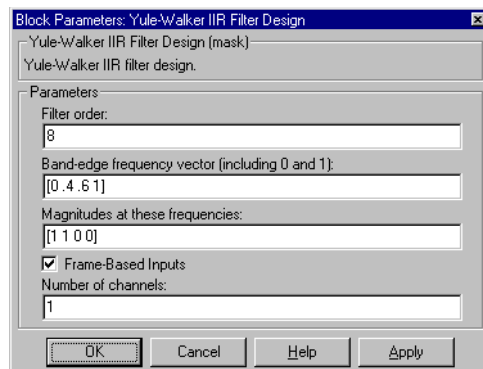 Block Parameters: Yule-Walker IIR Filter Design
Yule-Walker IIR Filter Design (mask)
Yule-Walker IIR filter design.
Parameters
Filter order:
8
Band-edge frequency vector (including 0 and 1):
[0 .4 .6 1]
Magnitudes at these frequencies:
[1 1 0 0]
Frame-Based Inputs
Number of channels:
1
OK Cancel Help Apply